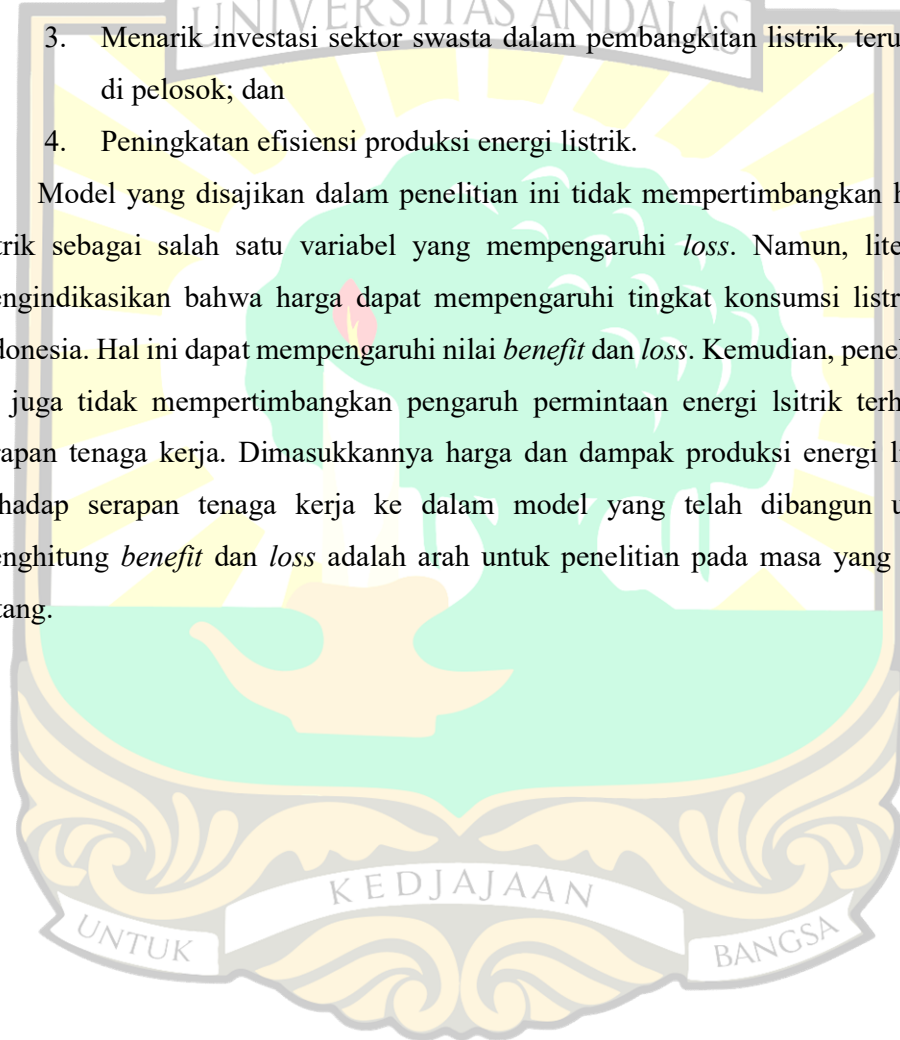 UNIVERSITAS ANDALAS
3. Menarik investasi sektor swasta dalam pembangkitan listrik, teru
di pelosok; dan
4. Peningkatan efisiensi produksi energi listrik.
Model yang disajikan dalam penelitian ini tidak mempertimbangkan h
trik sebagai salah satu variabel yang mempengaruhi loss. Namun, lite
engindikasikan bahwa harga dapat mempengaruhi tingkat konsumsi listr
donesia. Hal ini dapat mempengaruhi nilai benefit dan loss. Kemudian, pene
juga tidak mempertimbangkan pengaruh permintaan energi lsitrik terh
rapan tenaga kerja. Dimasukkannya harga dan dampak produksi energi l
hadap serapan tenaga kerja ke dalam model yang telah dibangun u
enghitung benefit dan loss adalah arah untuk penelitian pada masa yang
tang.
KEDJAJAAN
UNTUK
BANGSA